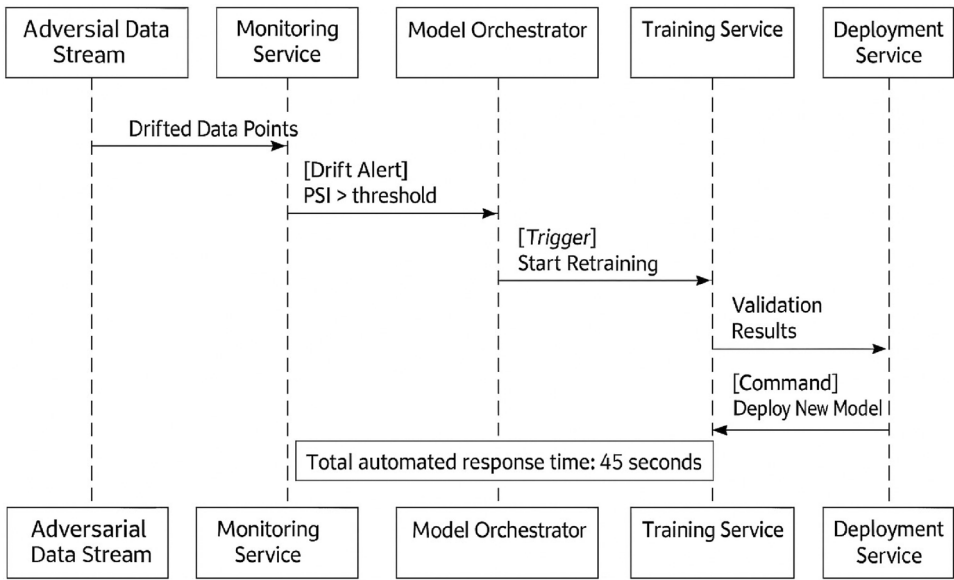 Adversial Data
Stream
Monitoring
Service
Model Orchestrator
Training Service
Deployment
Service
Drifted Data Points
[Drift Alert]
PSI > threshold
[Trigger]
Start Retraining
Validation
Results
[Command]
Deploy New Model
Total automated response time: 45 seconds
Adversarial
Data Stream
Monitoring
Service
Model Orchestrator
Training Service
Deployment
Service